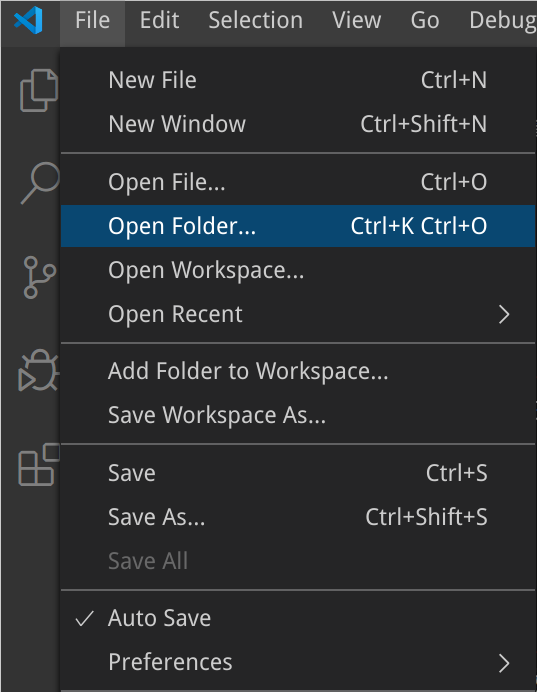 File Edit Selection View Go Debug
New File Ctrl+N
New Window Ctrl+Shift+N
Open File... Ctrl+O
Open Folder... Ctrl+K Ctrl+O
Open Workspace...
Open Recent
Add Folder to Workspace...
Save Workspace As...
Save Ctrl+S
Save As... Ctrl+Shift+S
Save All
Auto Save
Preferences